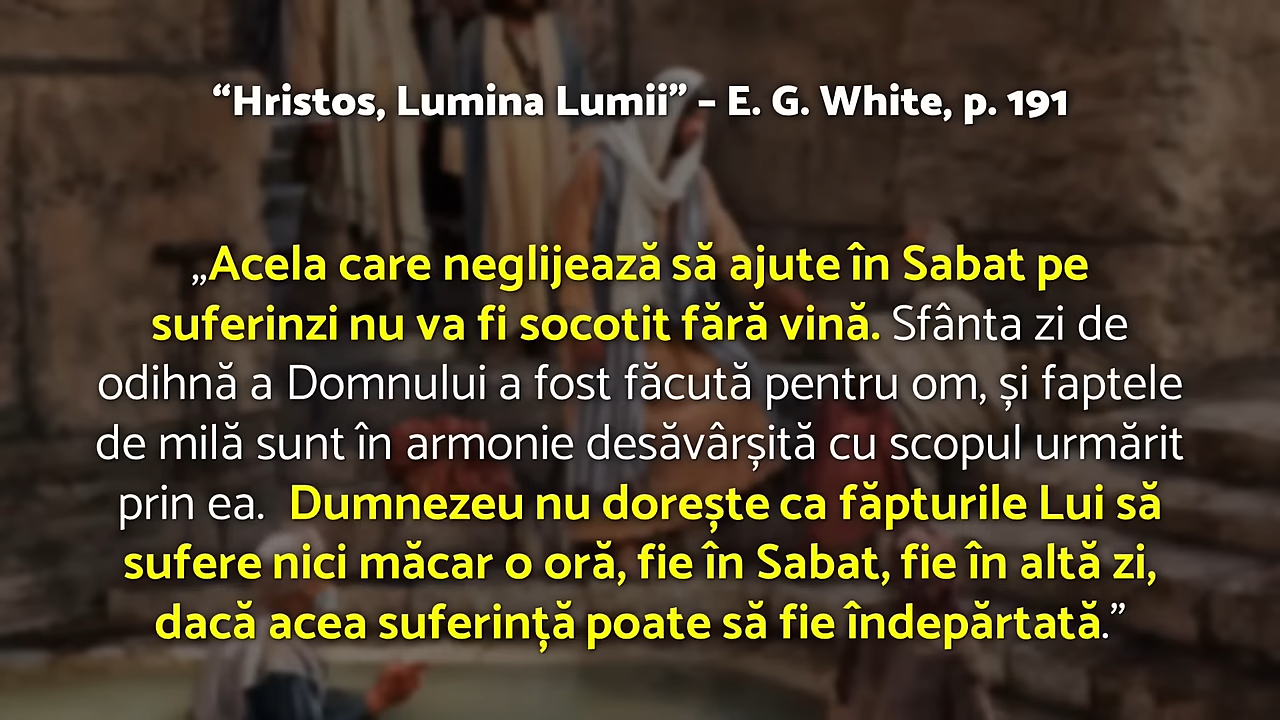 “Hristos, Lumina Lumii” – E. G. White, p. 191
„Acela care neglijează să ajute în Sabat pe
suferinzi nu va fi socotit fără vină. Sfânta zi de
odihnă a Domnului a fost făcută pentru om, și faptele
de milă sunt în armonie desăvârșită cu scopul urmărit
prin ea. Dumnezeu nu dorește ca făpturile Lui să
sufere nici măcar o oră, fie în Sabat, fie în altă zi,
dacă acea suferință poate să fie îndepărtată.”